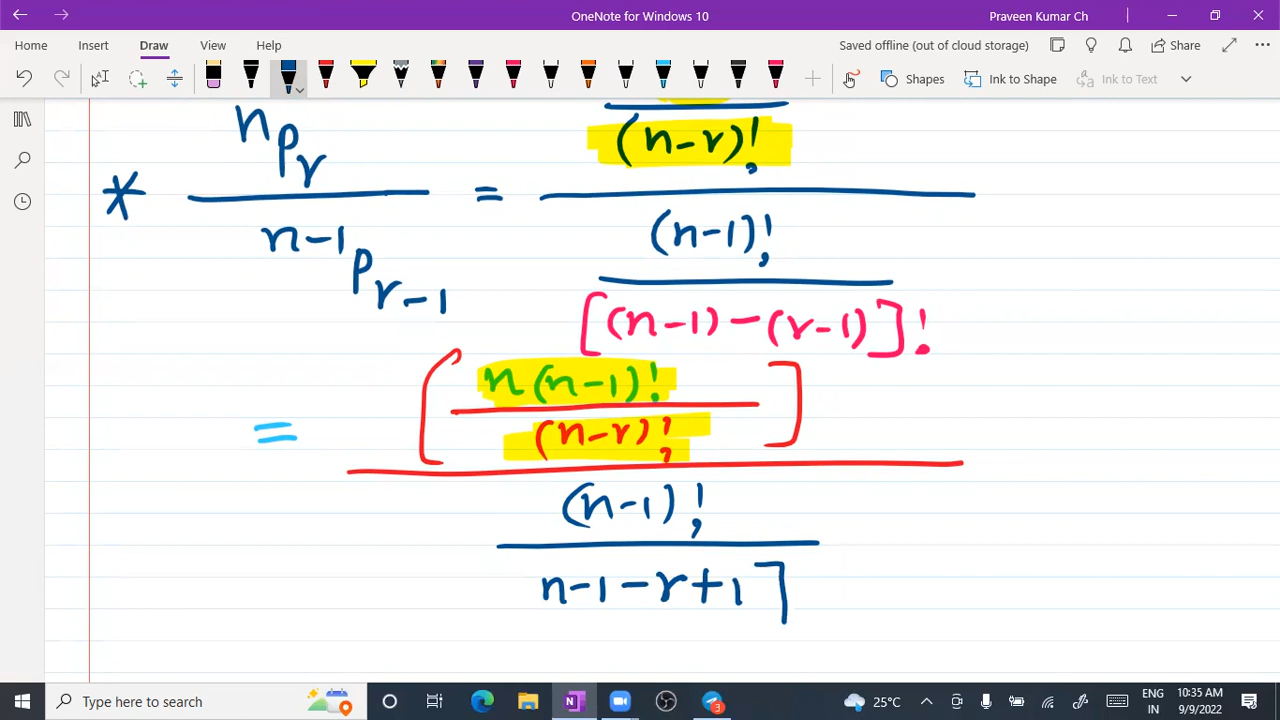 OneNote for Windows 10
Praveen Kumar Ch
Home Insert Draw View Help
Saved offline (out of cloud storage)
Share
Shapes
Ink to Shape
Ink to Text
(n-r)!
* nPr / n-1Pr-1 =
(n-1)!
[(n-1)-(r-1)]!
= [ n(n-1)!
(n-r)! ]
(n-1)!
n-1-r+1]
Type here to search
3
25°C
ENG
IN
10:35 AM
9/9/2022